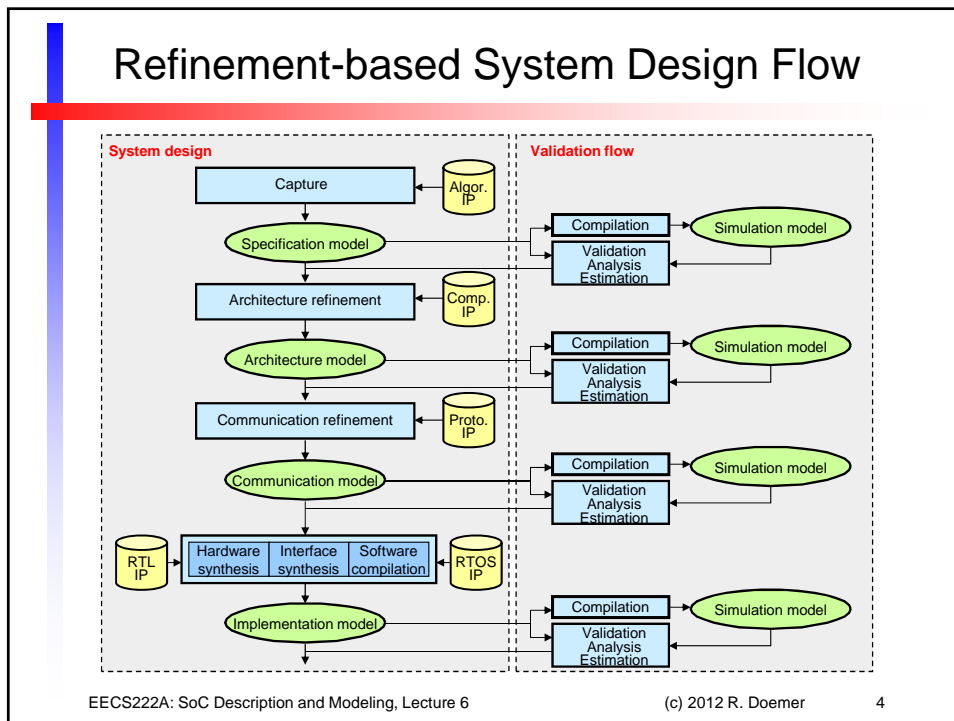 Refinement-based System Design Flow
System design
Validation flow
Capture
Algor.
IP
Specification model
Compilation
Simulation model
Validation
Analysis
Estimation
Architecture refinement
Comp.
IP
Architecture model
Compilation
Simulation model
Validation
Analysis
Estimation
Communication refinement
Proto.
IP
Communication model
Compilation
Simulation model
Validation
Analysis
Estimation
RTL
IP
Hardware
synthesis
Interface
synthesis
Software
compilation
RTOS
IP
Implementation model
Compilation
Simulation model
Validation
Analysis
Estimation
EECS222A: SoC Description and Modeling, Lecture 6 (c) 2012 R. Doemer 4